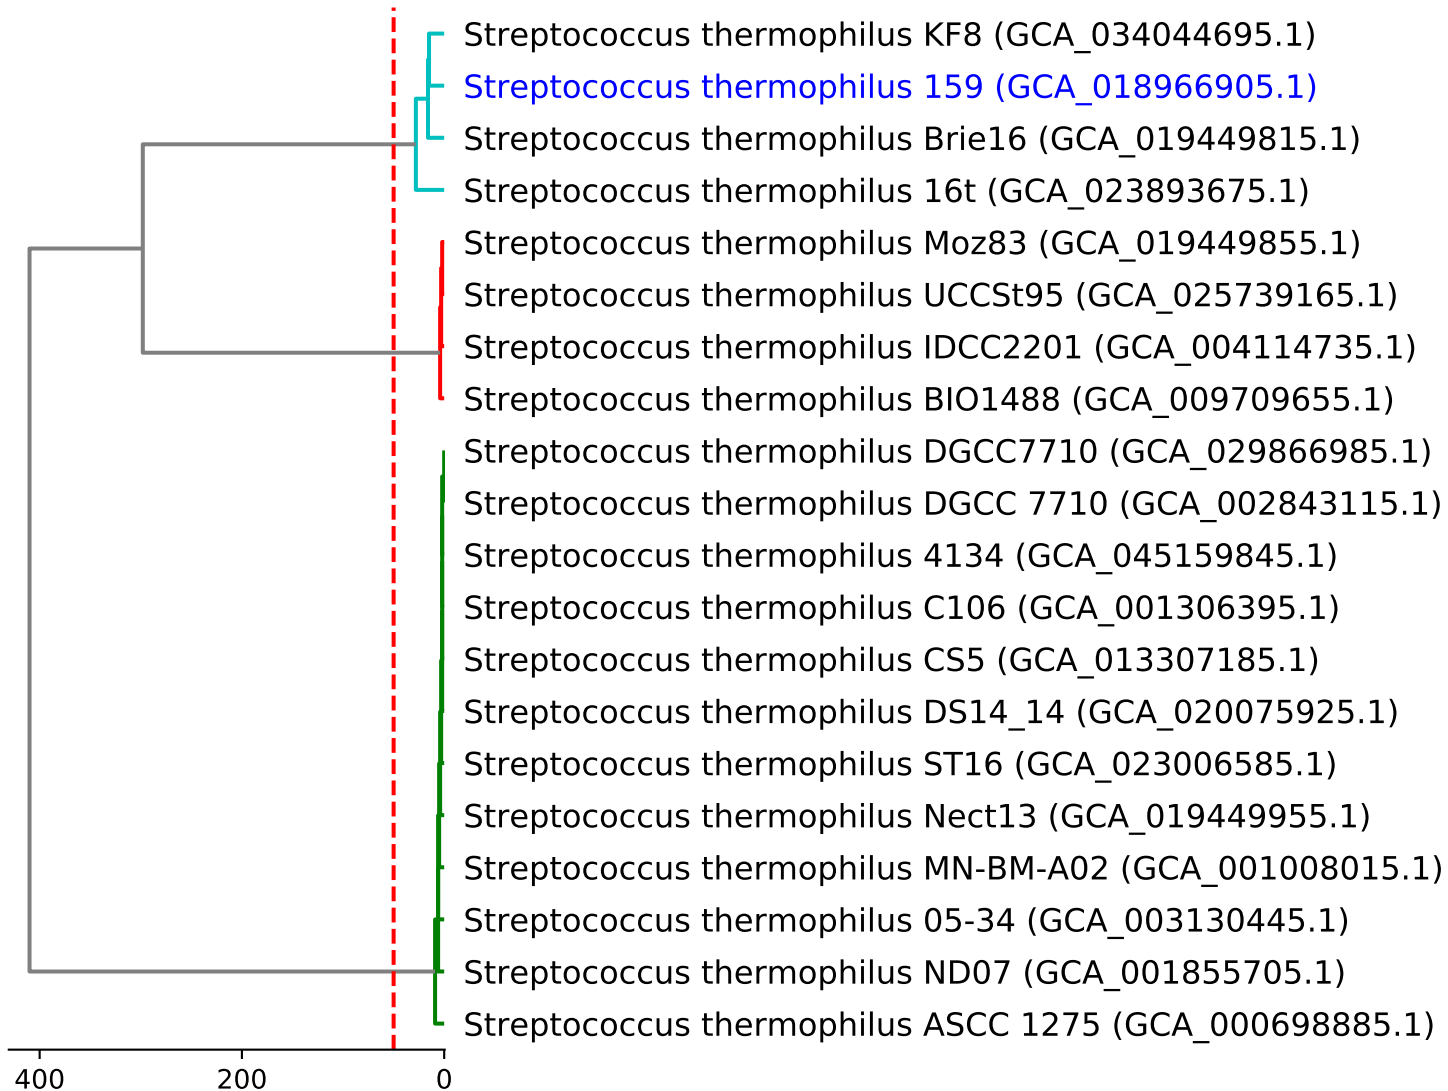 Streptococcus thermophilus KF8 (GCA_034044695.1)
Streptococcus thermophilus 159 (GCA_018966905.1)
Streptococcus thermophilus Brie16 (GCA_019449815.1)
Streptococcus thermophilus 16t (GCA_023893675.1)
Streptococcus thermophilus Moz83 (GCA_019449855.1)
Streptococcus thermophilus UCCSt95 (GCA_025739165.1)
Streptococcus thermophilus IDCC2201 (GCA_004114735.1)
Streptococcus thermophilus BIO1488 (GCA_009709655.1)
Streptococcus thermophilus DGCC7710 (GCA_029866985.1)
Streptococcus thermophilus DGCC 7710 (GCA_002843115.1)
Streptococcus thermophilus 4134 (GCA_045159845.1)
Streptococcus thermophilus C106 (GCA_001306395.1)
Streptococcus thermophilus CS5 (GCA_013307185.1)
Streptococcus thermophilus DS14_14 (GCA_020075925.1)
Streptococcus thermophilus ST16 (GCA_023006585.1)
Streptococcus thermophilus Nect13 (GCA_019449955.1)
Streptococcus thermophilus MN-BM-A02 (GCA_001008015.1)
Streptococcus thermophilus 05-34 (GCA_003130445.1)
Streptococcus thermophilus ND07 (GCA_001855705.1)
Streptococcus thermophilus ASCC 1275 (GCA_000698885.1)
400 200 0